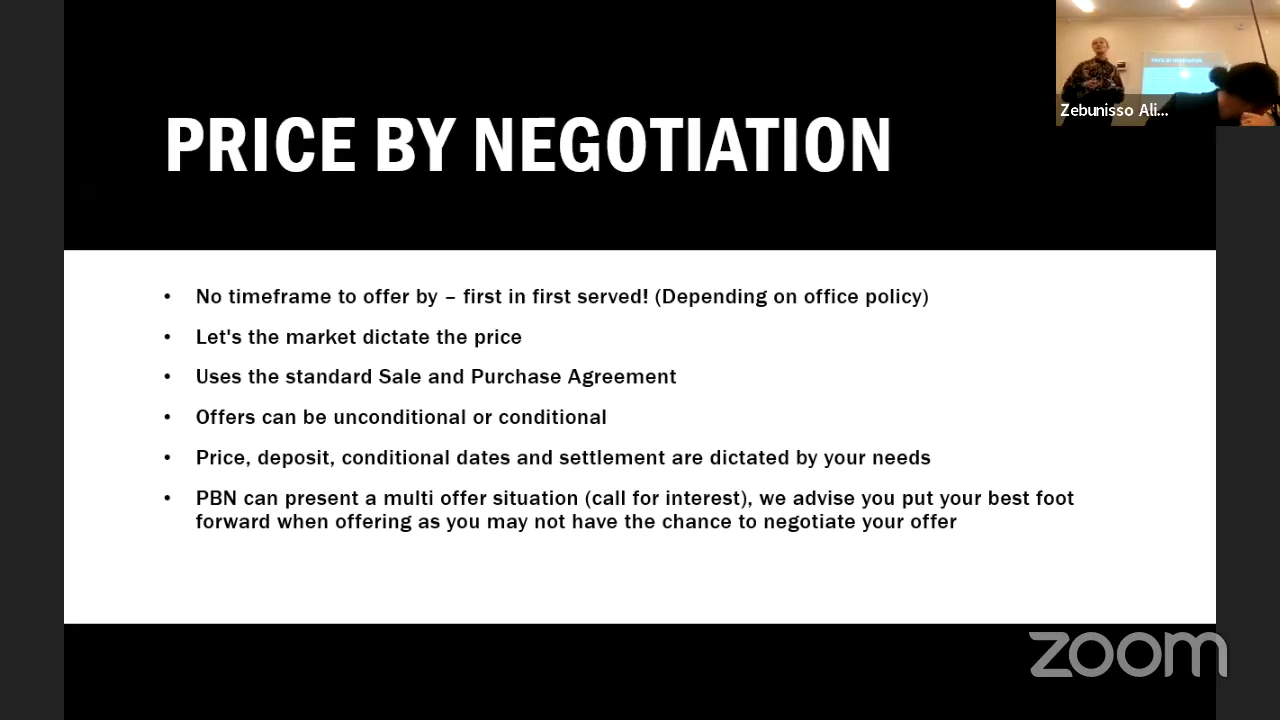 PRICE BY NEGOTIATION
Zebunisso Ali...
PRICE BY NEGOTIATION
• No timeframe to offer by – first in first served! (Depending on office policy)
• Let's the market dictate the price
• Uses the standard Sale and Purchase Agreement
• Offers can be unconditional or conditional
• Price, deposit, conditional dates and settlement are dictated by your needs
• PBN can present a multi offer situation (call for interest), we advise you put your best foot
forward when offering as you may not have the chance to negotiate your offer
zoom